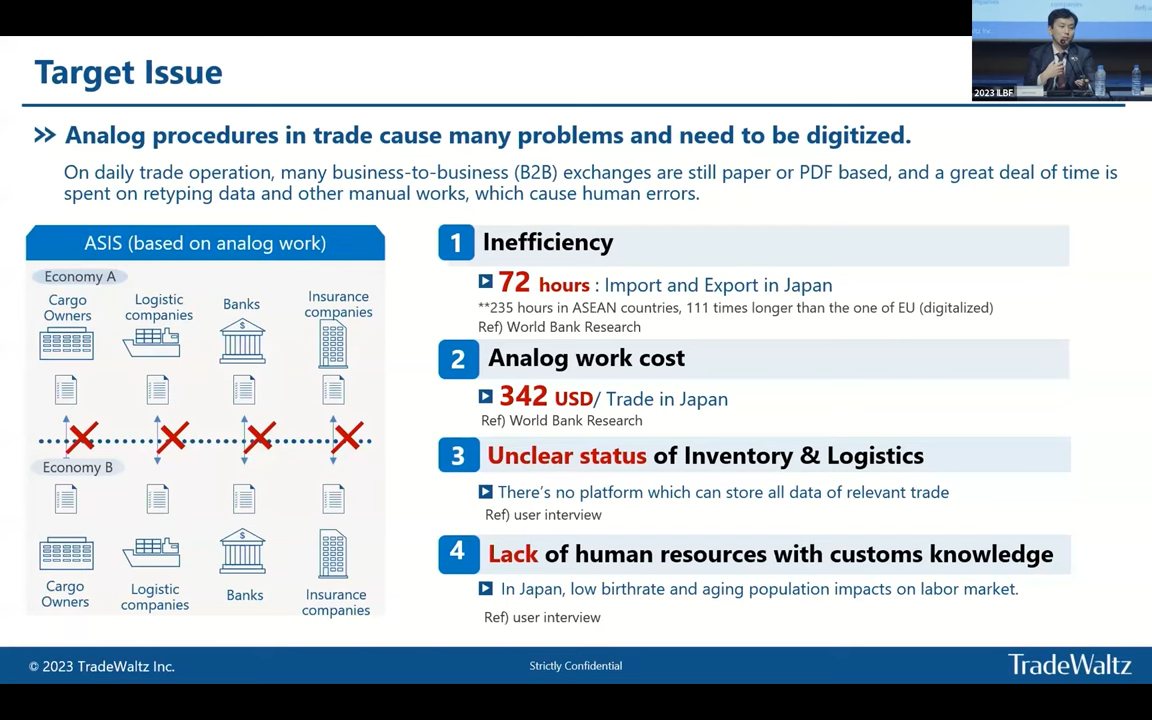 Target Issue
2023 ILBF
Analog procedures in trade cause many problems and need to be digitized.
On daily trade operation, many business-to-business (B2B) exchanges are still paper or PDF based, and a great deal of time is
spent on retyping data and other manual works, which cause human errors.
ASIS (based on analog work)
Economy A
Cargo
Owners
Logistic
companies
Banks
Insurance
companies
Economy B
Cargo
Owners
Logistic
companies
Banks
Insurance
companies
1 Inefficiency
72 hours : Import and Export in Japan
**235 hours in ASEAN countries, 111 times longer than the one of EU (digitalized)
Ref) World Bank Research
2 Analog work cost
342 USD/ Trade in Japan
Ref) World Bank Research
3 Unclear status of Inventory & Logistics
There's no platform which can store all data of relevant trade
Ref) user interview
4 Lack of human resources with customs knowledge
In Japan, low birthrate and aging population impacts on labor market.
Ref) user interview
© 2023 TradeWaltz Inc.
Strictly Confidential
TradeWaltz